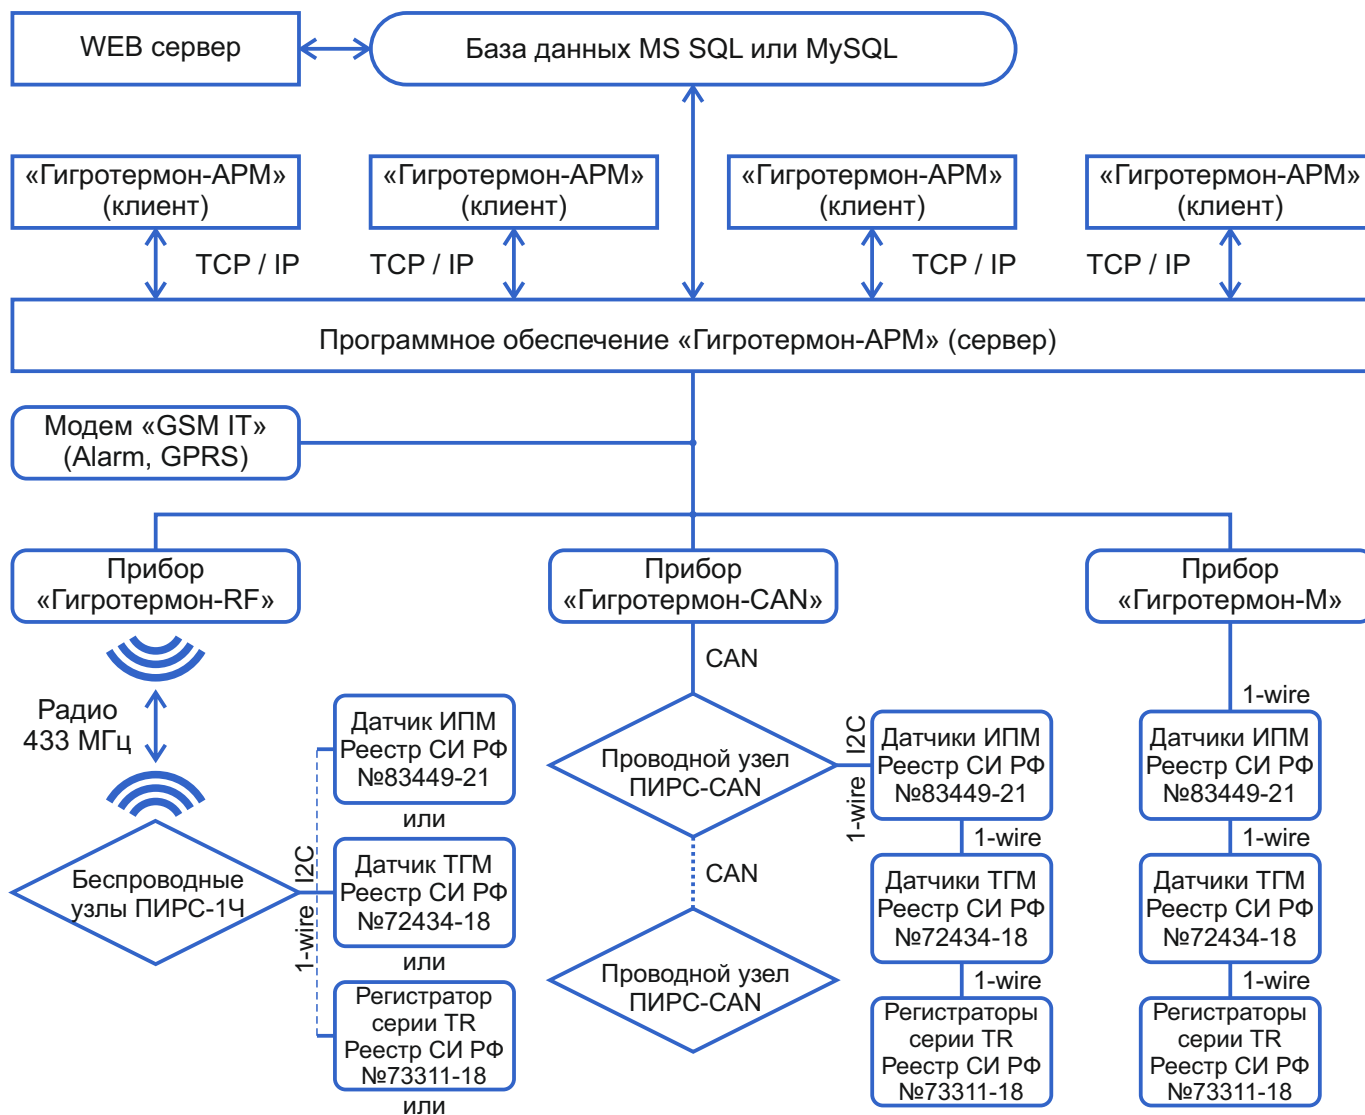 WEB сервер
База данных MS SQL или MySQL
«Гигротермон-АРМ»
(клиент)
«Гигротермон-АРМ»
(клиент)
«Гигротермон-АРМ»
(клиент)
«Гигротермон-АРМ»
(клиент)
TCP / IP
TCP / IP
TCP / IP
TCP / IP
Программное обеспечение «Гигротермон-АРМ» (сервер)
Модем «GSM IT»
(Alarm, GPRS)
Прибор
«Гигротермон-RF»
Прибор
«Гигротермон-CAN»
Прибор
«Гигротермон-М»
Радио
433 МГц
Беспроводные
узлы ПИРС-1Ч
I2C
1-wire
Датчик ИПМ
Реестр СИ РФ
№83449-21
или
Датчик ТГМ
Реестр СИ РФ
№72434-18
или
Регистратор
серии TR
Реестр СИ РФ
№73311-18
или
CAN
Проводной узел
ПИРС-CAN
CAN
Проводной узел
ПИРС-CAN
I2C
1-wire
Датчики ИПМ
Реестр СИ РФ
№83449-21
1-wire
Датчики ТГМ
Реестр СИ РФ
№72434-18
1-wire
Регистраторы
серии TR
Реестр СИ РФ
№73311-18
1-wire
Датчики ИПМ
Реестр СИ РФ
№83449-21
1-wire
Датчики ТГМ
Реестр СИ РФ
№72434-18
1-wire
Регистраторы
серии TR
Реестр СИ РФ
№73311-18